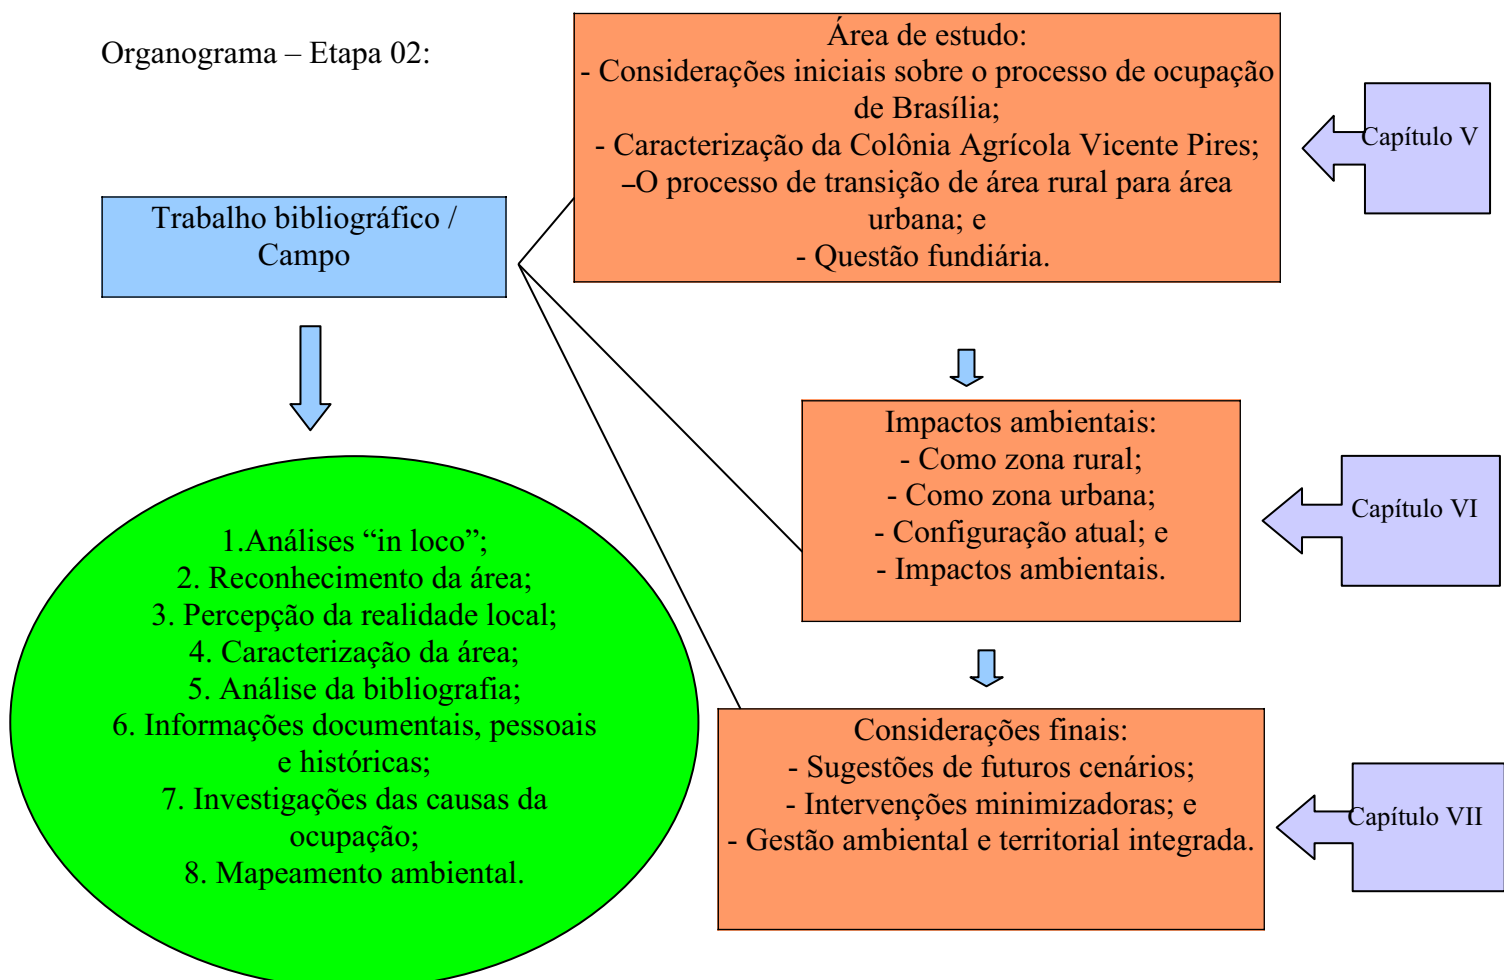 Organograma – Etapa 02:
Área de estudo:
- Considerações iniciais sobre o processo de ocupação
de Brasília;
- Caracterização da Colônia Agrícola Vicente Pires;
–O processo de transição de área rural para área
urbana; e
- Questão fundiária.
Capítulo V
Trabalho bibliográfico /
Campo
Impactos ambientais:
- Como zona rural;
- Como zona urbana;
- Configuração atual; e
- Impactos ambientais.
Capítulo VI
1.Análises “in loco”;
2. Reconhecimento da área;
3. Percepção da realidade local;
4. Caracterização da área;
5. Análise da bibliografia;
6. Informações documentais, pessoais
e históricas;
7. Investigações das causas da
ocupação;
8. Mapeamento ambiental.
Considerações finais:
- Sugestões de futuros cenários;
- Intervenções minimizadoras; e
- Gestão ambiental e territorial integrada.
Capítulo VII